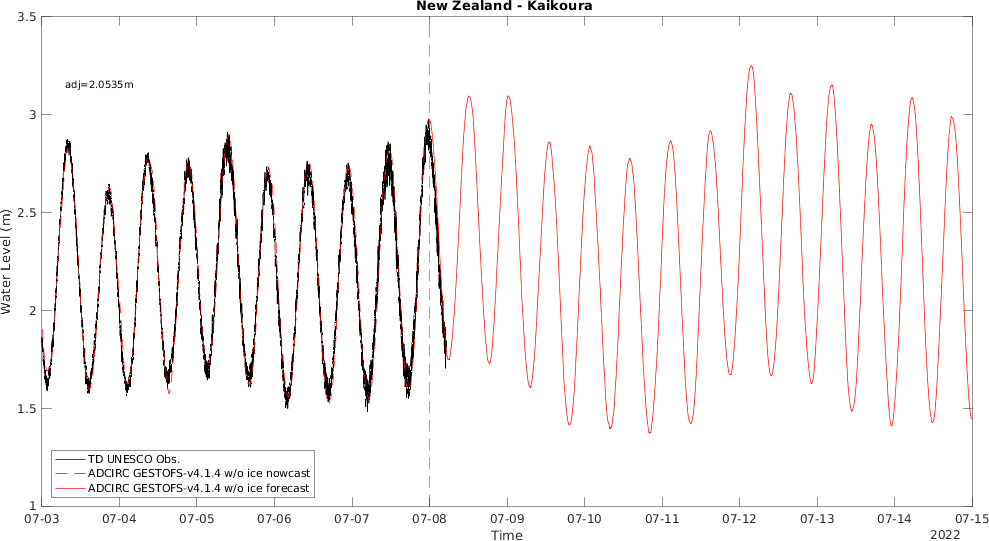 New Zealand - Kaikoura
3.5
3
2.5
2
1.5
1
Water Level (m)
adj=2.0535m
TD UNESCO Obs.
ADCIRC GESTOFS-v4.1.4 w/o ice nowcast
ADCIRC GESTOFS-v4.1.4 w/o ice forecast
07-03 07-04 07-05 07-06 07-07 07-08 07-09 07-10 07-11 07-12 07-13 07-14 07-15
Time
2022